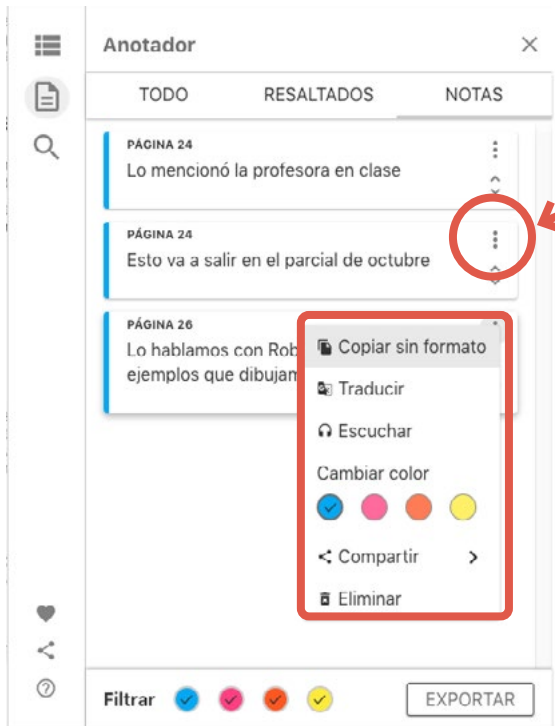 Anotador
TODO RESALTADOS NOTAS
PÁGINA 24
Lo mencionó la profesora en clase
PÁGINA 24
Esto va a salir en el parcial de octubre
PÁGINA 26
Lo hablamos con Rob
ejemplos que dibujam
Copiar sin formato
Traducir
Escuchar
Cambiar color
Compartir
Eliminar
Filtrar
EXPORTAR